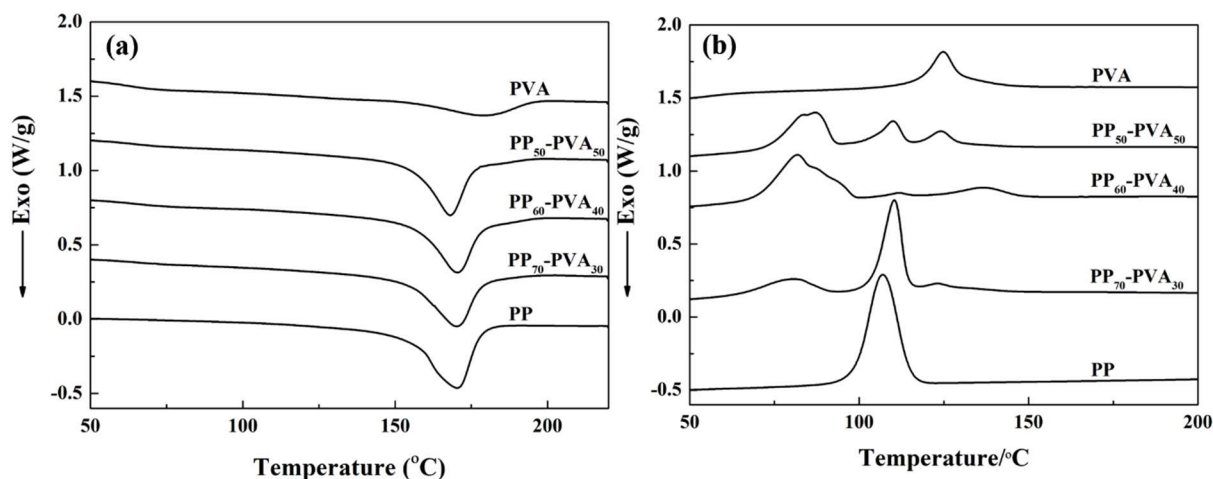 (a)
2.0
1.5
1.0
0.5
0.0
-0.5
Exo (W/g)
PVA
PP₅₀-PVA₅₀
PP₆₀-PVA₄₀
PP₇₀-PVA₃₀
PP
50 100 150 200
Temperature (°C)
(b)
2.0
1.5
1.0
0.5
0.0
-0.5
Exo (W/g)
PVA
PP₅₀-PVA₅₀
PP₆₀-PVA₄₀
PP₇₀-PVA₃₀
PP
50 100 150 200
Temperature/°C